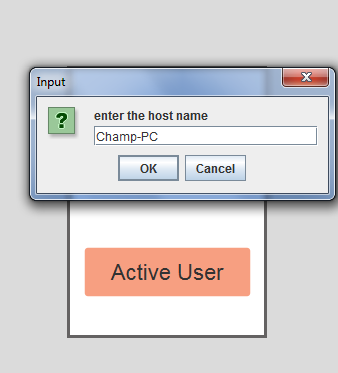 Input
enter the host name
Champ-PC
OK
Cancel
Active User